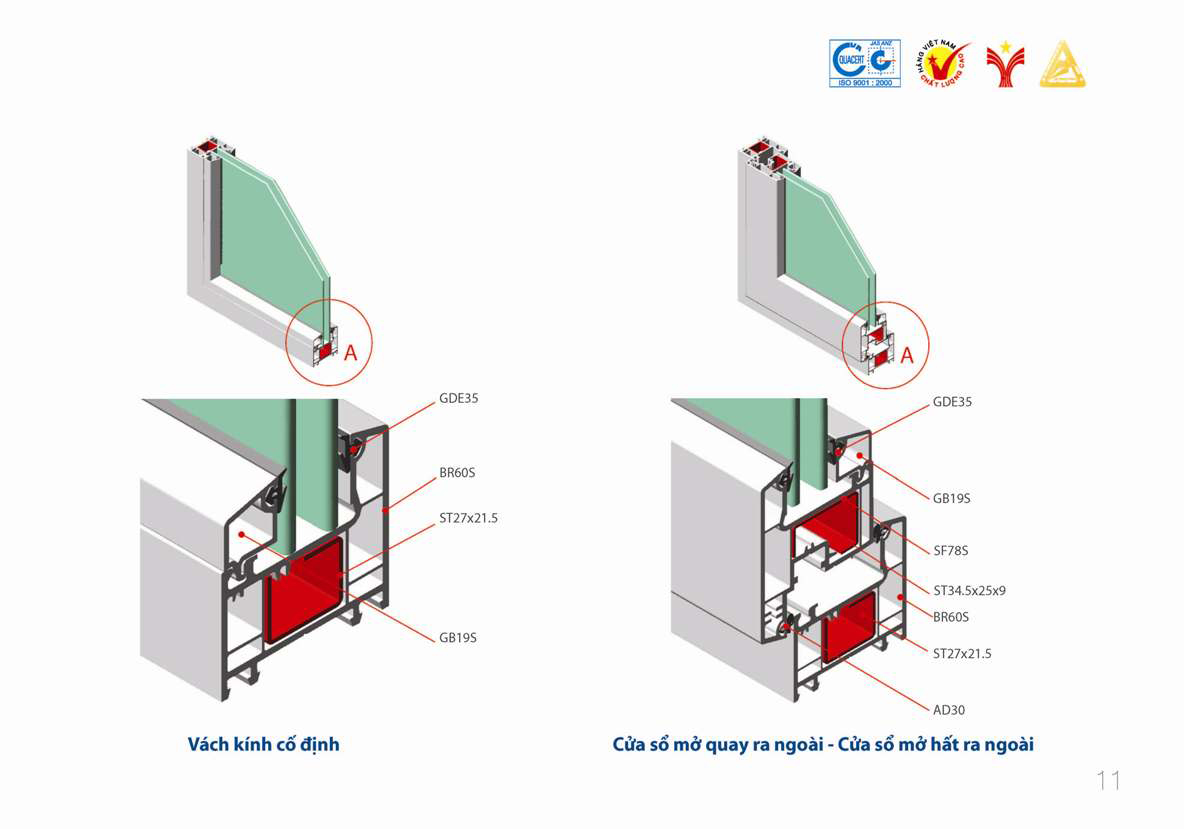 JAS ANZ
QUACERT
ISO 9001 : 2000
HÀNG VIỆT NAM
CHẤT LƯỢNG CAO
A
GDE35
BR60S
ST27x21.5
GB19S
Vách kính cố định
A
GDE35
GB19S
SF78S
ST34.5x25x9
BR60S
ST27x21.5
AD30
Cửa sổ mở quay ra ngoài - Cửa sổ mở hất ra ngoài
11